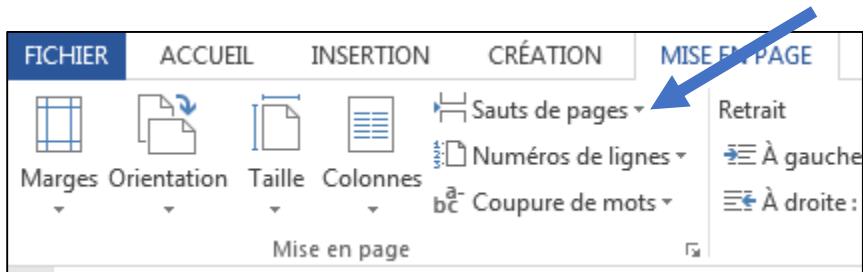 FICHIER ACCUEIL INSERTION CRÉATION MISE EN PAGE
Sauts de pages Retrait
Numéros de lignes À gauche
Marges Orientation Taille Colonnes
Coupure de mots À droite :
Mise en page